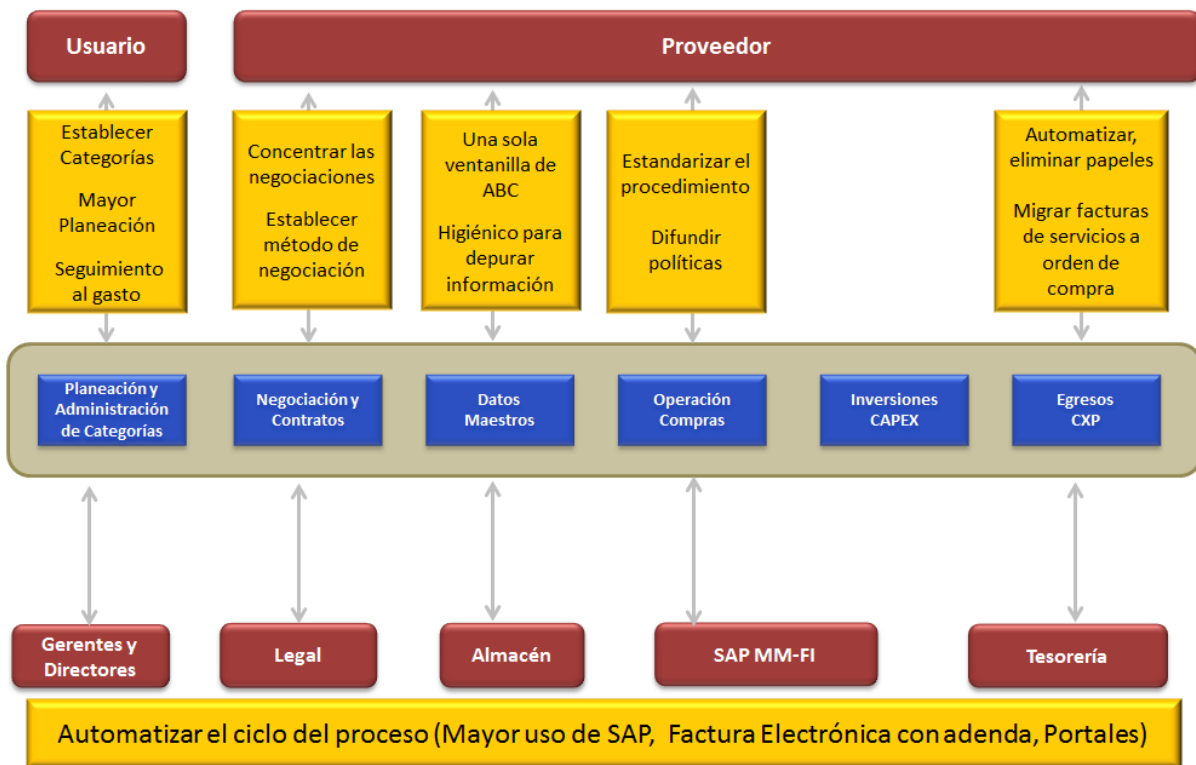 Usuario
Proveedor
Establecer
Categorías
Mayor
Planeación
Seguimiento
al gasto
Concentrar las
negociaciones
Establecer
método de
negociación
Una sola
ventanilla de
ABC
Higiénico para
depurar
información
Estandarizar el
procedimiento
Difundir
políticas
Automatizar,
eliminar papeles
Migrar facturas
de servicios a
orden de
compra
Planeación y
Administración
de Categorías
Negociación y
Contratos
Datos
Maestros
Operación
Compras
Inversiones
CAPEX
Egresos
CXP
Gerentes y
Directores
Legal
Almacén
SAP MM-FI
Tesorería
Automatizar el ciclo del proceso (Mayor uso de SAP, Factura Electrónica con adenda, Portales)